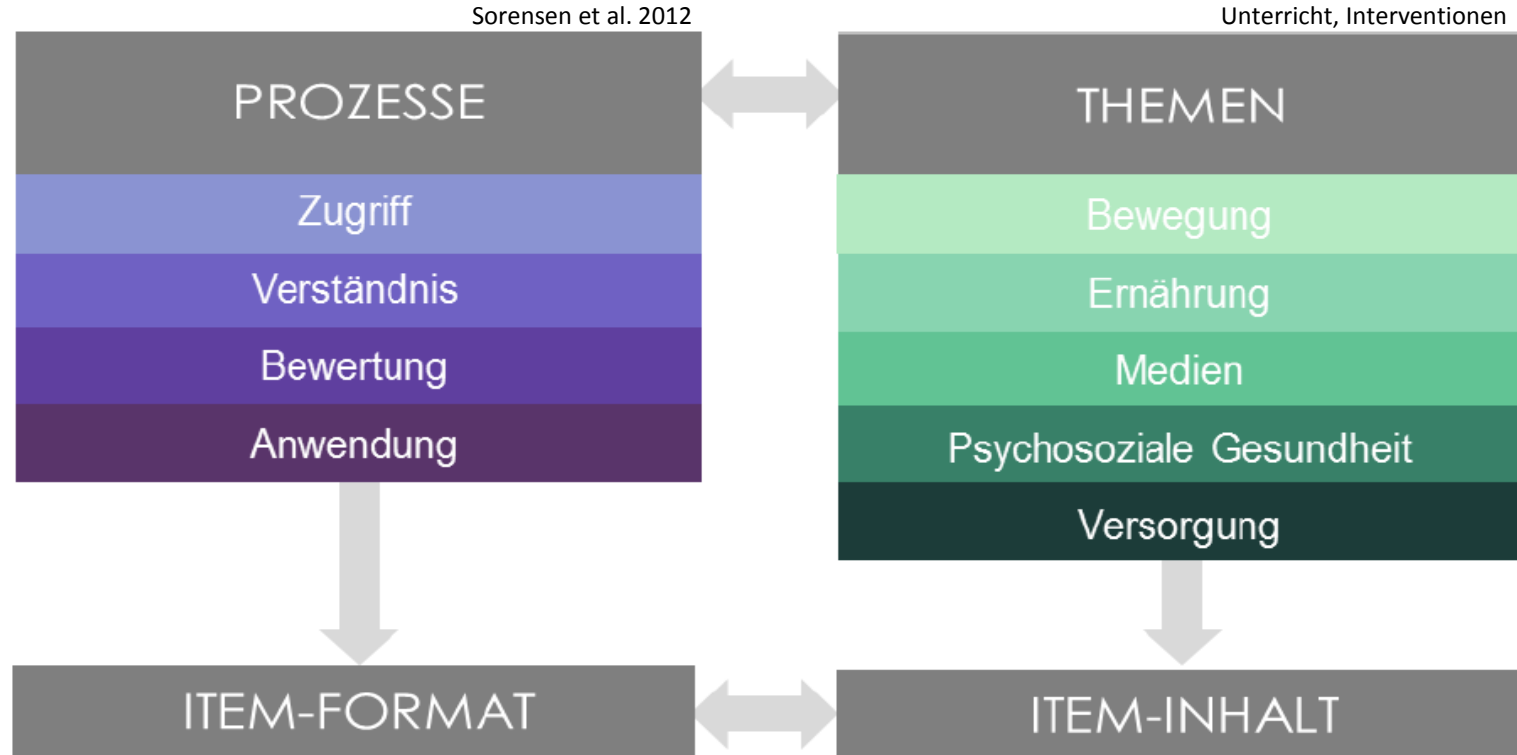 Sorensen et al. 2012
PROZESSE
Zugriff
Verständnis
Bewertung
Anwendung
ITEM-FORMAT
Unterricht, Interventionen
THEMEN
Bewegung
Ernährung
Medien
Psychosoziale Gesundheit
Versorgung
ITEM-INHALT